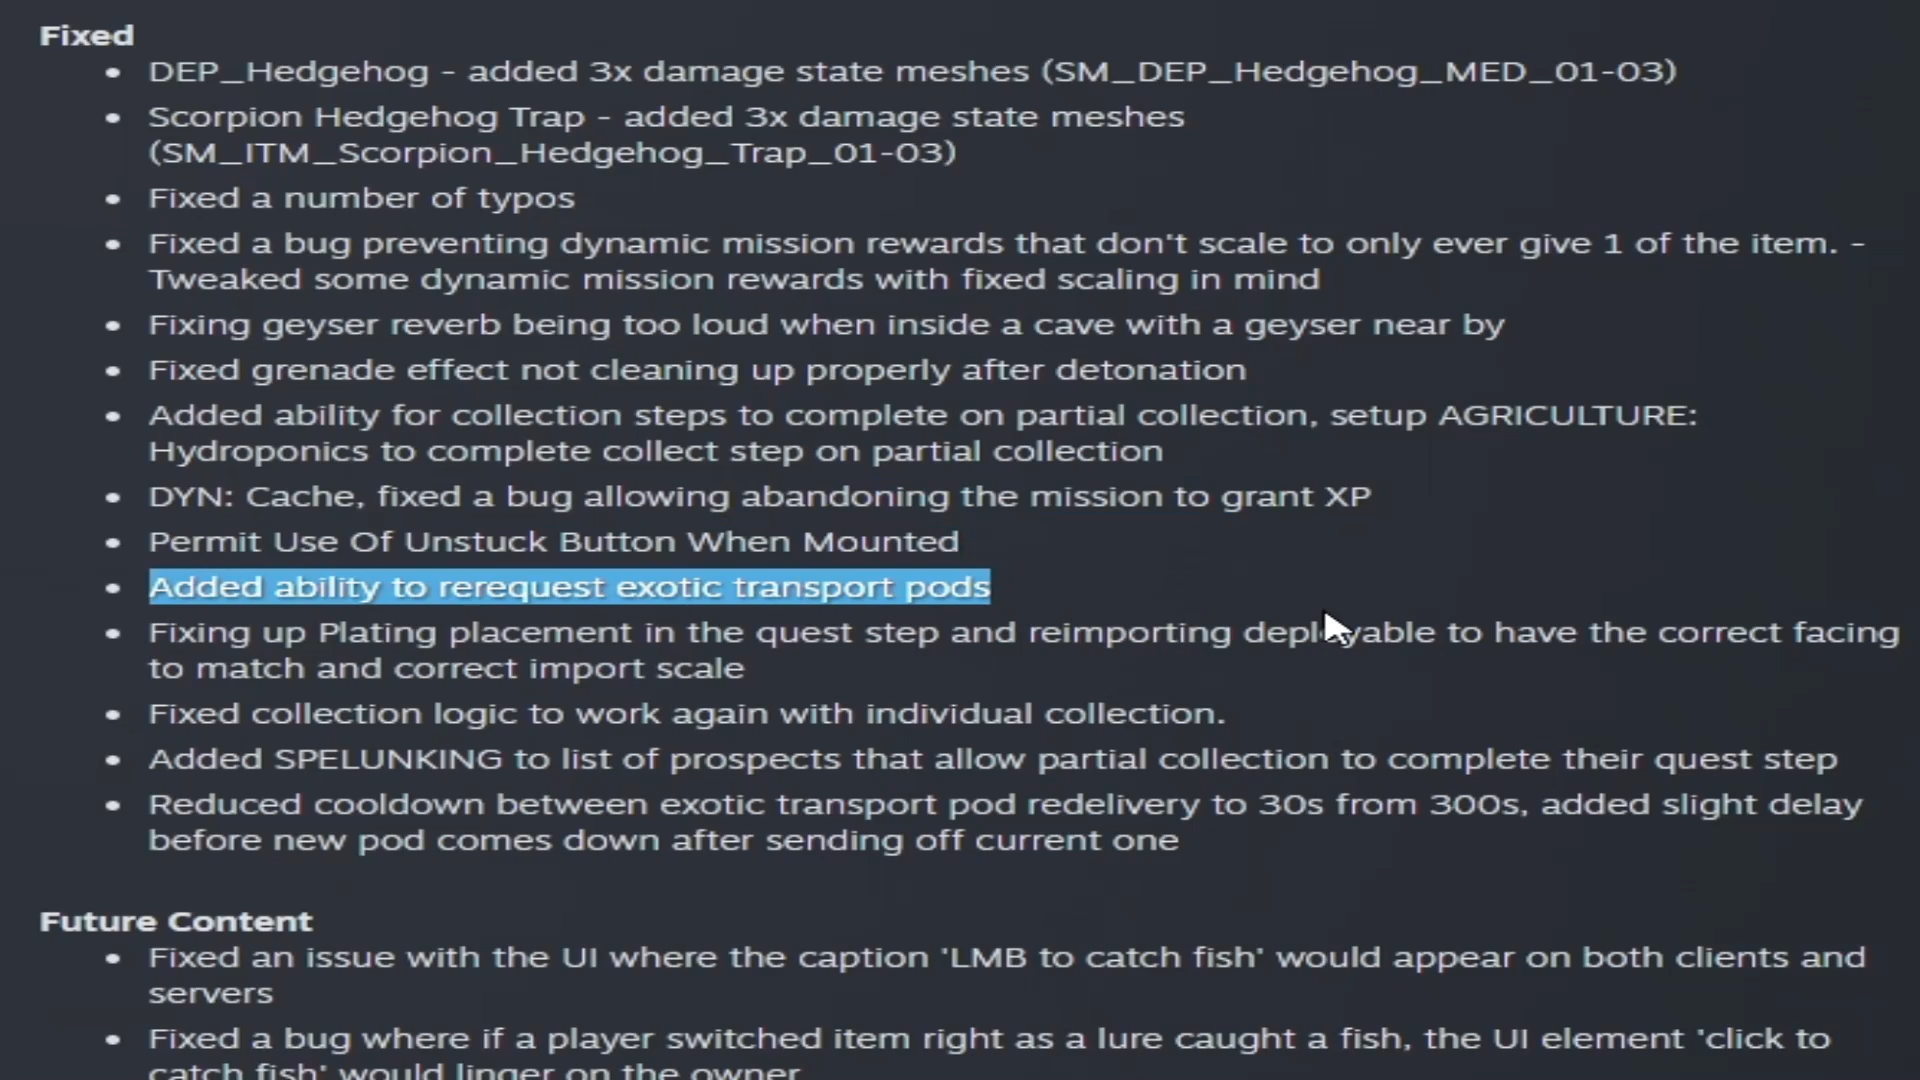 Fixed
• DEP_Hedgehog - added 3x damage state meshes (SM_DEP_Hedgehog_MED_01-03)
• Scorpion Hedgehog Trap - added 3x damage state meshes
(SM_ITM_Scorpion_Hedgehog_Trap_01-03)
• Fixed a number of typos
• Fixed a bug preventing dynamic mission rewards that don't scale to only ever give 1 of the item. -
Tweaked some dynamic mission rewards with fixed scaling in mind
• Fixing geyser reverb being too loud when inside a cave with a geyser near by
• Fixed grenade effect not cleaning up properly after detonation
• Added ability for collection steps to complete on partial collection, setup AGRICULTURE:
Hydroponics to complete collect step on partial collection
• DYN: Cache, fixed a bug allowing abandoning the mission to grant XP
• Permit Use Of Unstuck Button When Mounted
• Added ability to rerequest exotic transport pods
• Fixing up Plating placement in the quest step and reimporting deployable to have the correct facing
to match and correct import scale
• Fixed collection logic to work again with individual collection.
• Added SPELUNKING to list of prospects that allow partial collection to complete their quest step
• Reduced cooldown between exotic transport pod redelivery to 30s from 300s, added slight delay
before new pod comes down after sending off current one
Future Content
• Fixed an issue with the UI where the caption 'LMB to catch fish' would appear on both clients and
servers
• Fixed a bug where if a player switched item right as a lure caught a fish, the UI element 'click to
catch fish' would linger on the owner